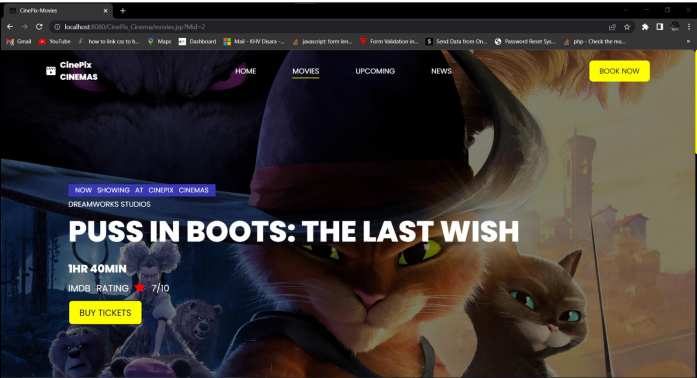 CinePix-Movies
localhost:8080/CinePix_Cinema/movies.jsp?Mid=2
Gmail YouTube how to link css to h... Maps Dashboard Mail - KHV Disara -... javascript: form len... Form Validation in... Send Data from On... Password Reset Sys... php - Check the ma...
CinePix
CINEMAS
HOME MOVIES UPCOMING NEWS BOOK NOW
NOW SHOWING AT CINEPIX CINEMAS
DREAMWORKS STUDIOS
PUSS IN BOOTS: THE LAST WISH
1HR 40MIN
IMDB RATING 7/10
BUY TICKETS